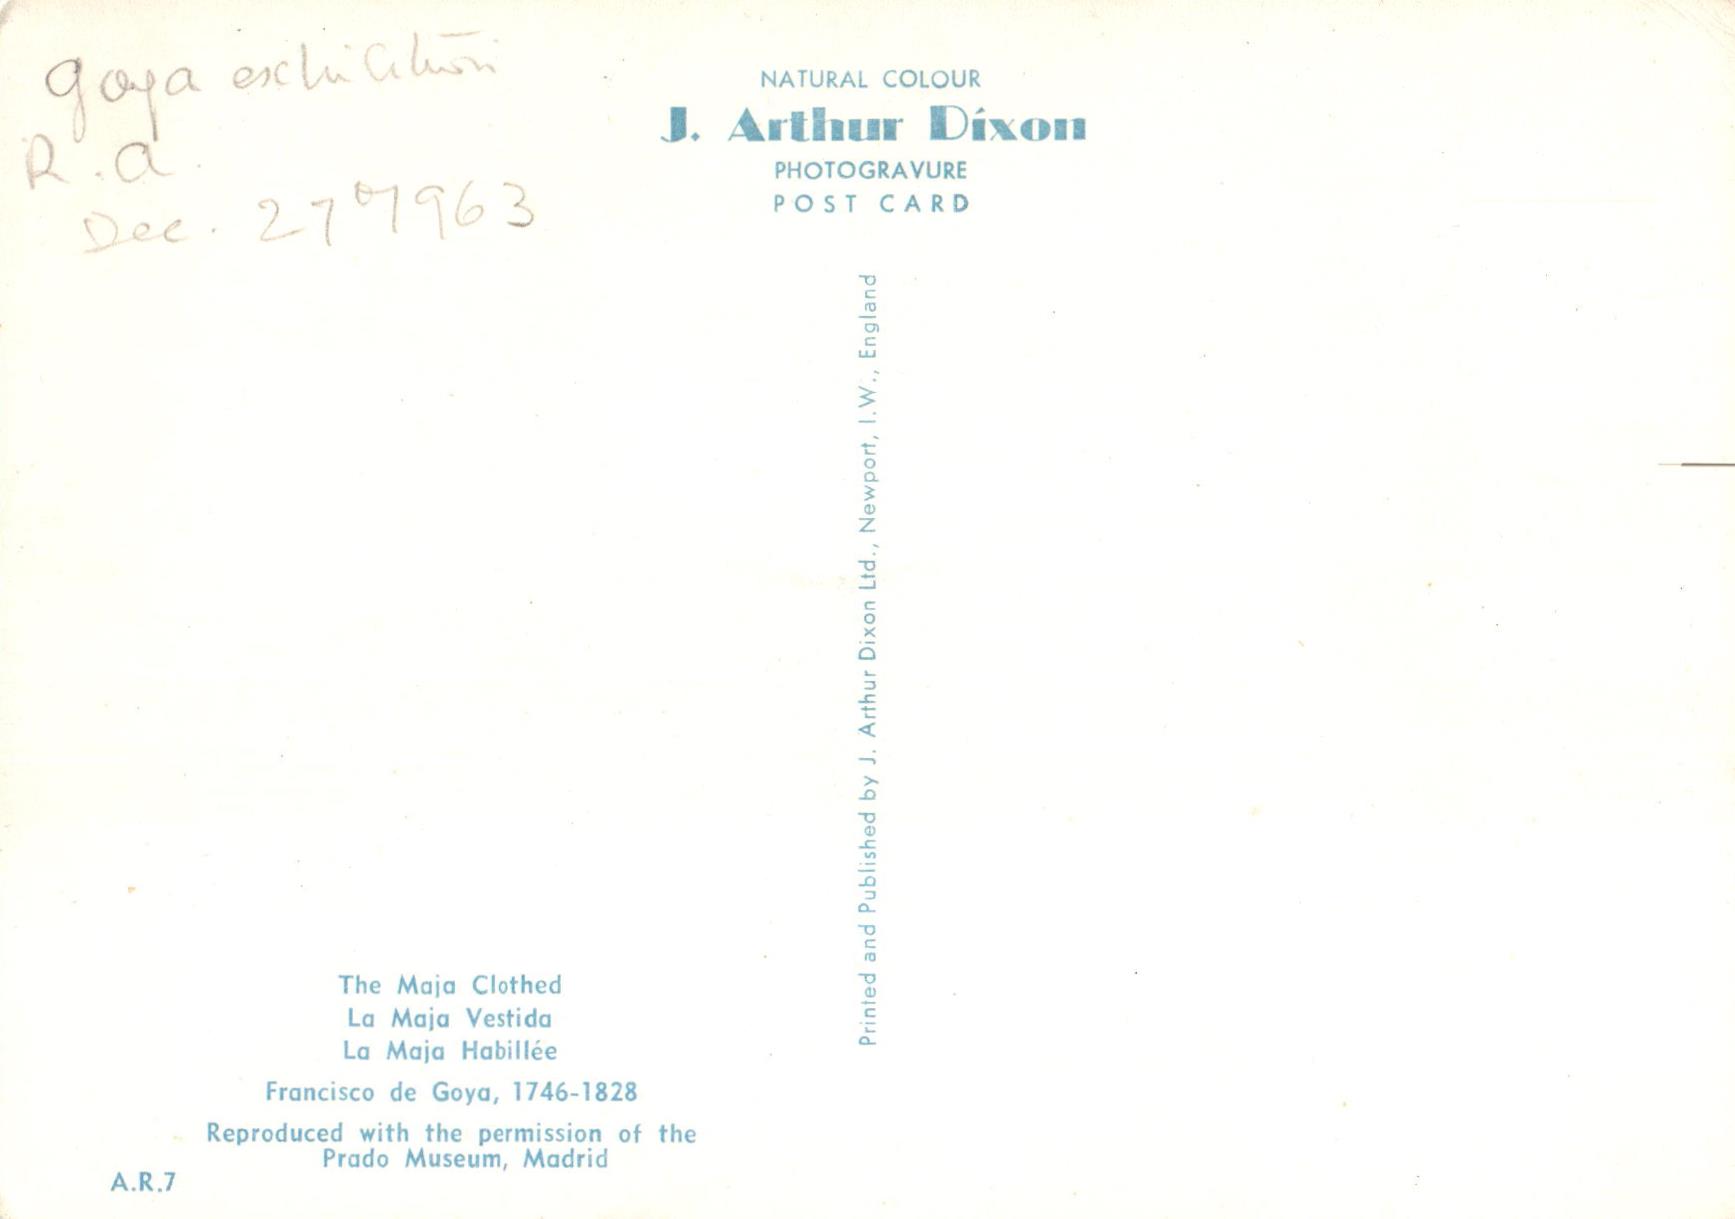 Goya exhibition
R.a.
Dec. 27th 1963
NATURAL COLOUR
J. Arthur Dixon
PHOTOGRAVURE
POST CARD
Printed and Published by J. Arthur Dixon Ltd., Newport, I.W., England
The Maja Clothed
La Maja Vestida
La Maja Habillée
Francisco de Goya, 1746-1828
Reproduced with the permission of the
Prado Museum, Madrid
A.R.7